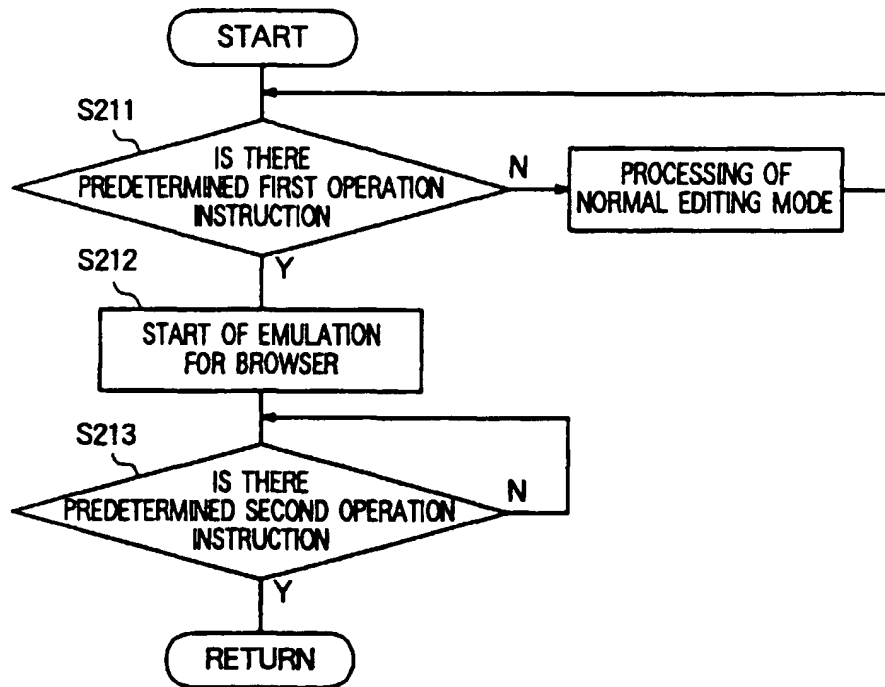 START
S211
IS THERE
PREDETERMINED FIRST OPERATION
INSTRUCTION
N
PROCESSING OF
NORMAL EDITING MODE
Y
S212
START OF EMULATION
FOR BROWSER
S213
IS THERE
PREDETERMINED SECOND OPERATION
INSTRUCTION
N
Y
RETURN